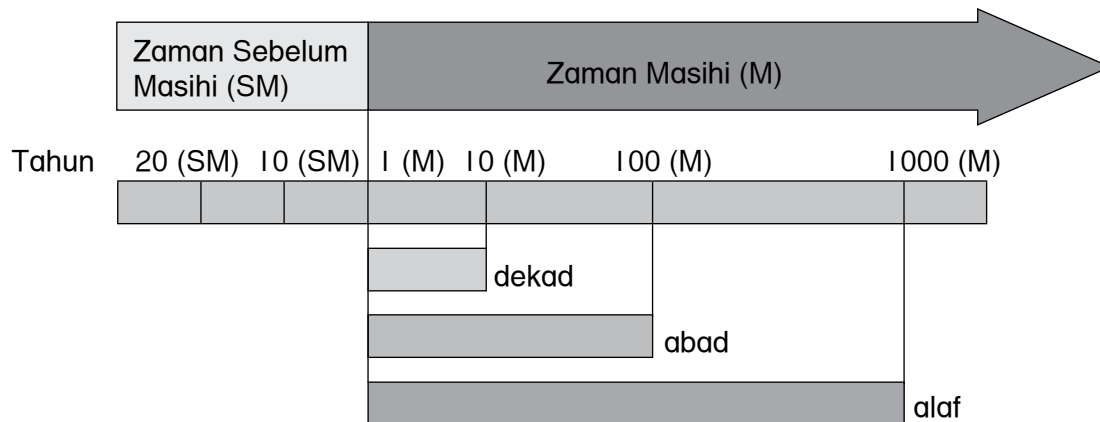 Zaman Sebelum
Masihi (SM)
Zaman Masihi (M)
Tahun 20 (SM) 10 (SM) 1 (M) 10 (M) 100 (M) 1000 (M)
dekad
abad
alaf